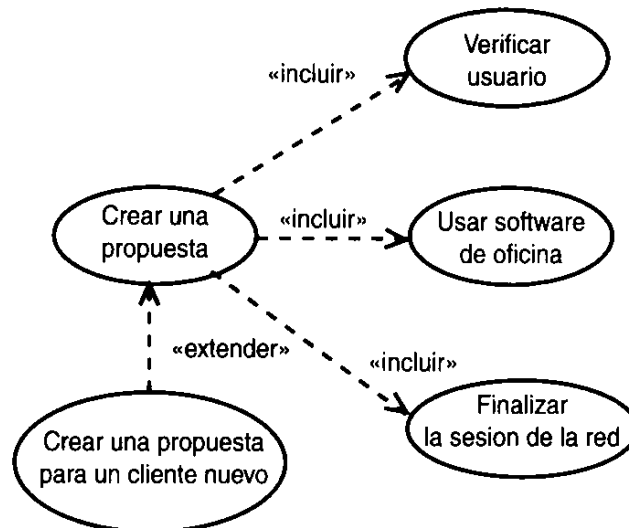 Verificar
usuario
«incluir»
Crear una
propuesta
«incluir»
Usar software
de oficina
«extender»
«incluir»
Crear una propuesta
para un cliente nuevo
Finalizar
la sesion de la red